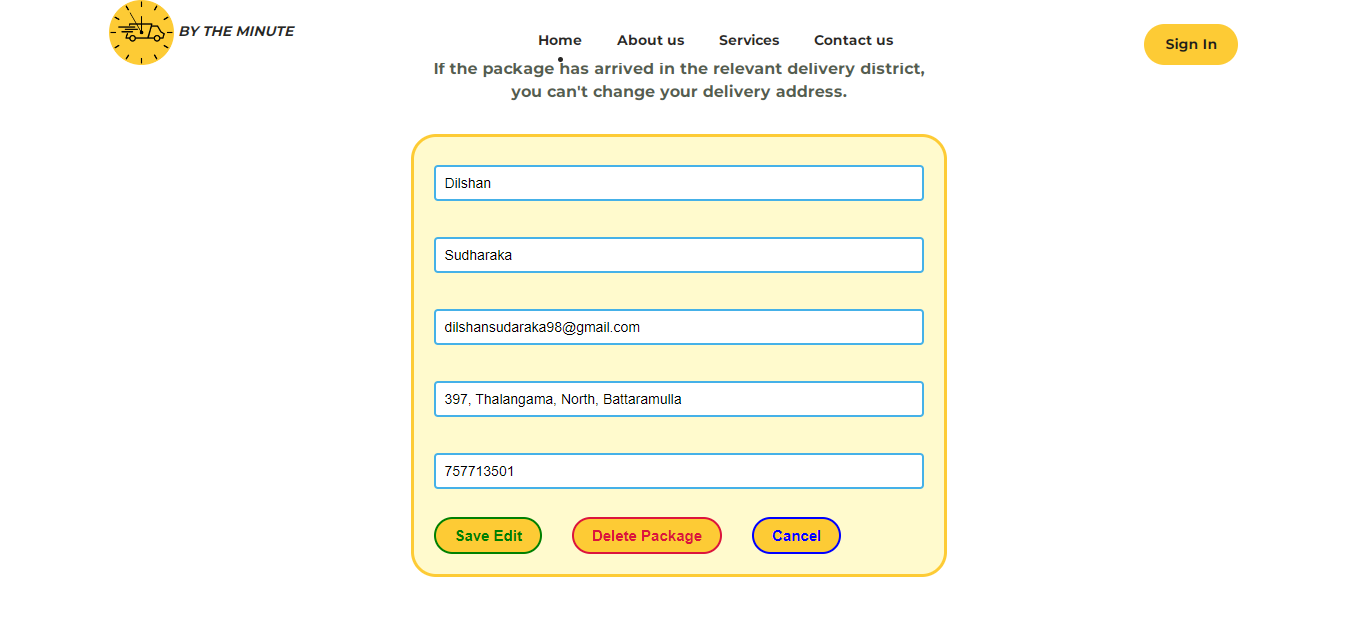 BY THE MINUTE
Home About us Services Contact us
Sign In
If the package has arrived in the relevant delivery district,
you can't change your delivery address.
Dilshan
Sudharaka
dilshansudaraka98@gmail.com
397, Thalangama, North, Battaramulla
757713501
Save Edit Delete Package Cancel